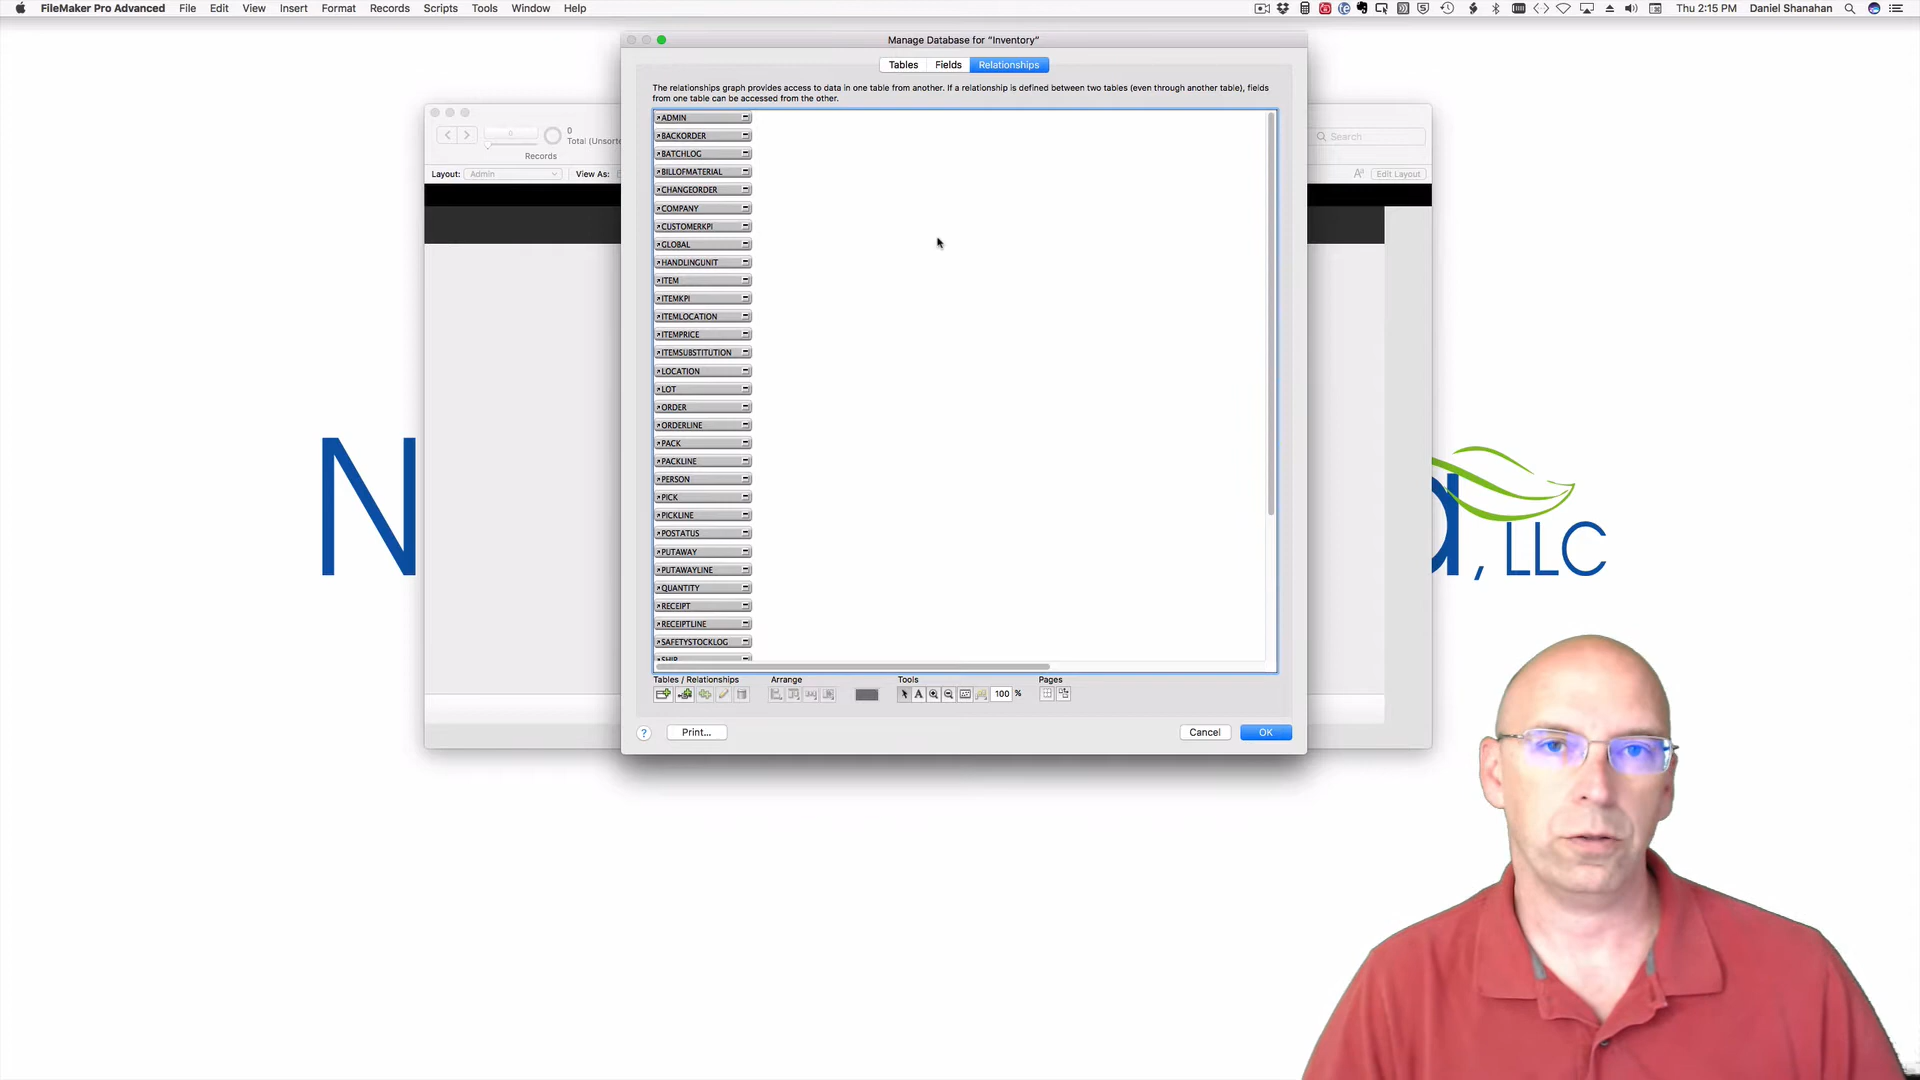 FileMaker Pro Advanced File Edit View Insert Format Records Scripts Tools Window Help
Thu 2:15 PM Daniel Shanahan
Manage Database for "Inventory"
Tables Fields Relationships
The relationships graph provides access to data in one table from another. If a relationship is defined between two tables (even through another table), fields
from one table can be accessed from the other.
0
0
Total (Unsorte
Records
Search
Layout: Admin View As:
Edit Layout
ADMIN
BACKORDER
BATCHLOG
BILLOFMATERIAL
CHANGEORDER
COMPANY
CUSTOMERKPI
GLOBAL
HANDLINGUNIT
ITEM
ITEMKPI
ITEMLOCATION
ITEMPRICE
ITEMSUBSTITUTION
LOCATION
LOT
ORDER
ORDERLINE
PACK
PACKLINE
PERSON
PICK
PICKLINE
POSTATUS
PUTAWAY
PUTAWAYLINE
QUANTITY
RECEIPT
RECEIPTLINE
SAFETYSTOCKLOG
SHIP
N d, LLC
Tables / Relationships Arrange Tools Pages
A 100 %
? Print... Cancel OK